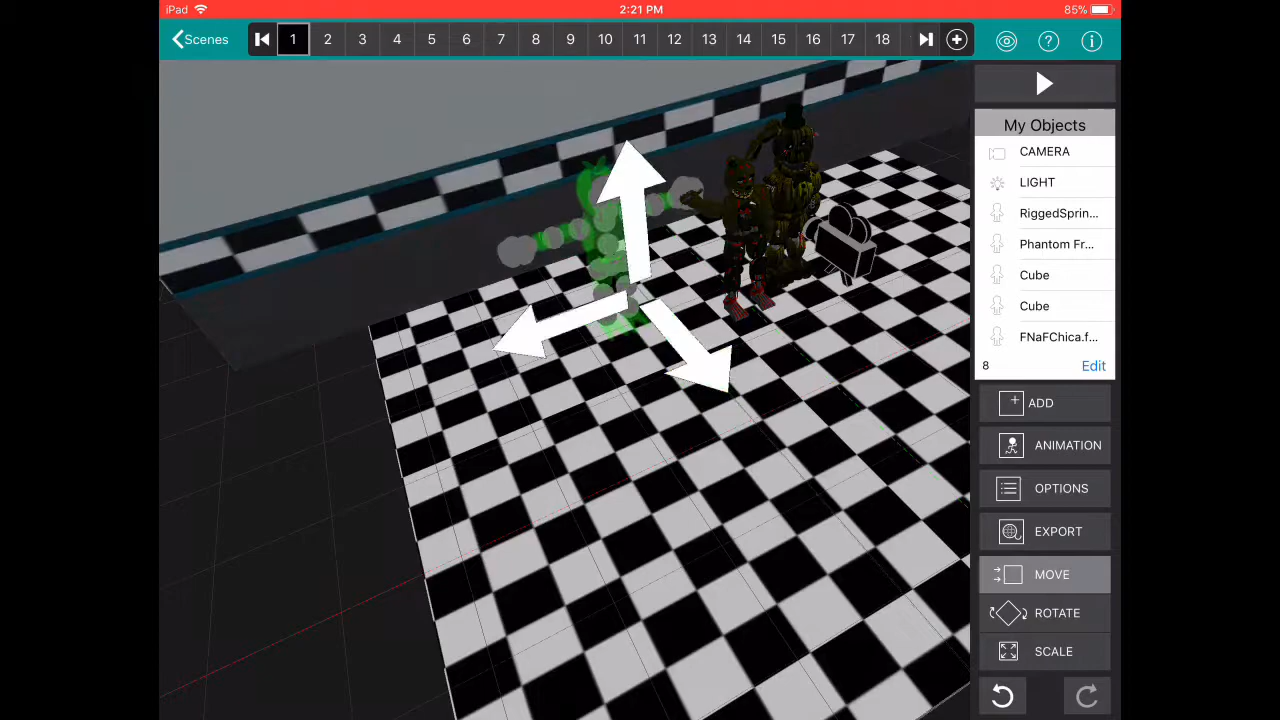 iPad 2:21 PM 85%
Scenes 1 2 3 4 5 6 7 8 9 10 11 12 13 14 15 16 17 18
My Objects
CAMERA
LIGHT
RiggedSprin...
Phantom Fr...
Cube
Cube
FNaFChica.f...
8 Edit
ADD
ANIMATION
OPTIONS
EXPORT
MOVE
ROTATE
SCALE